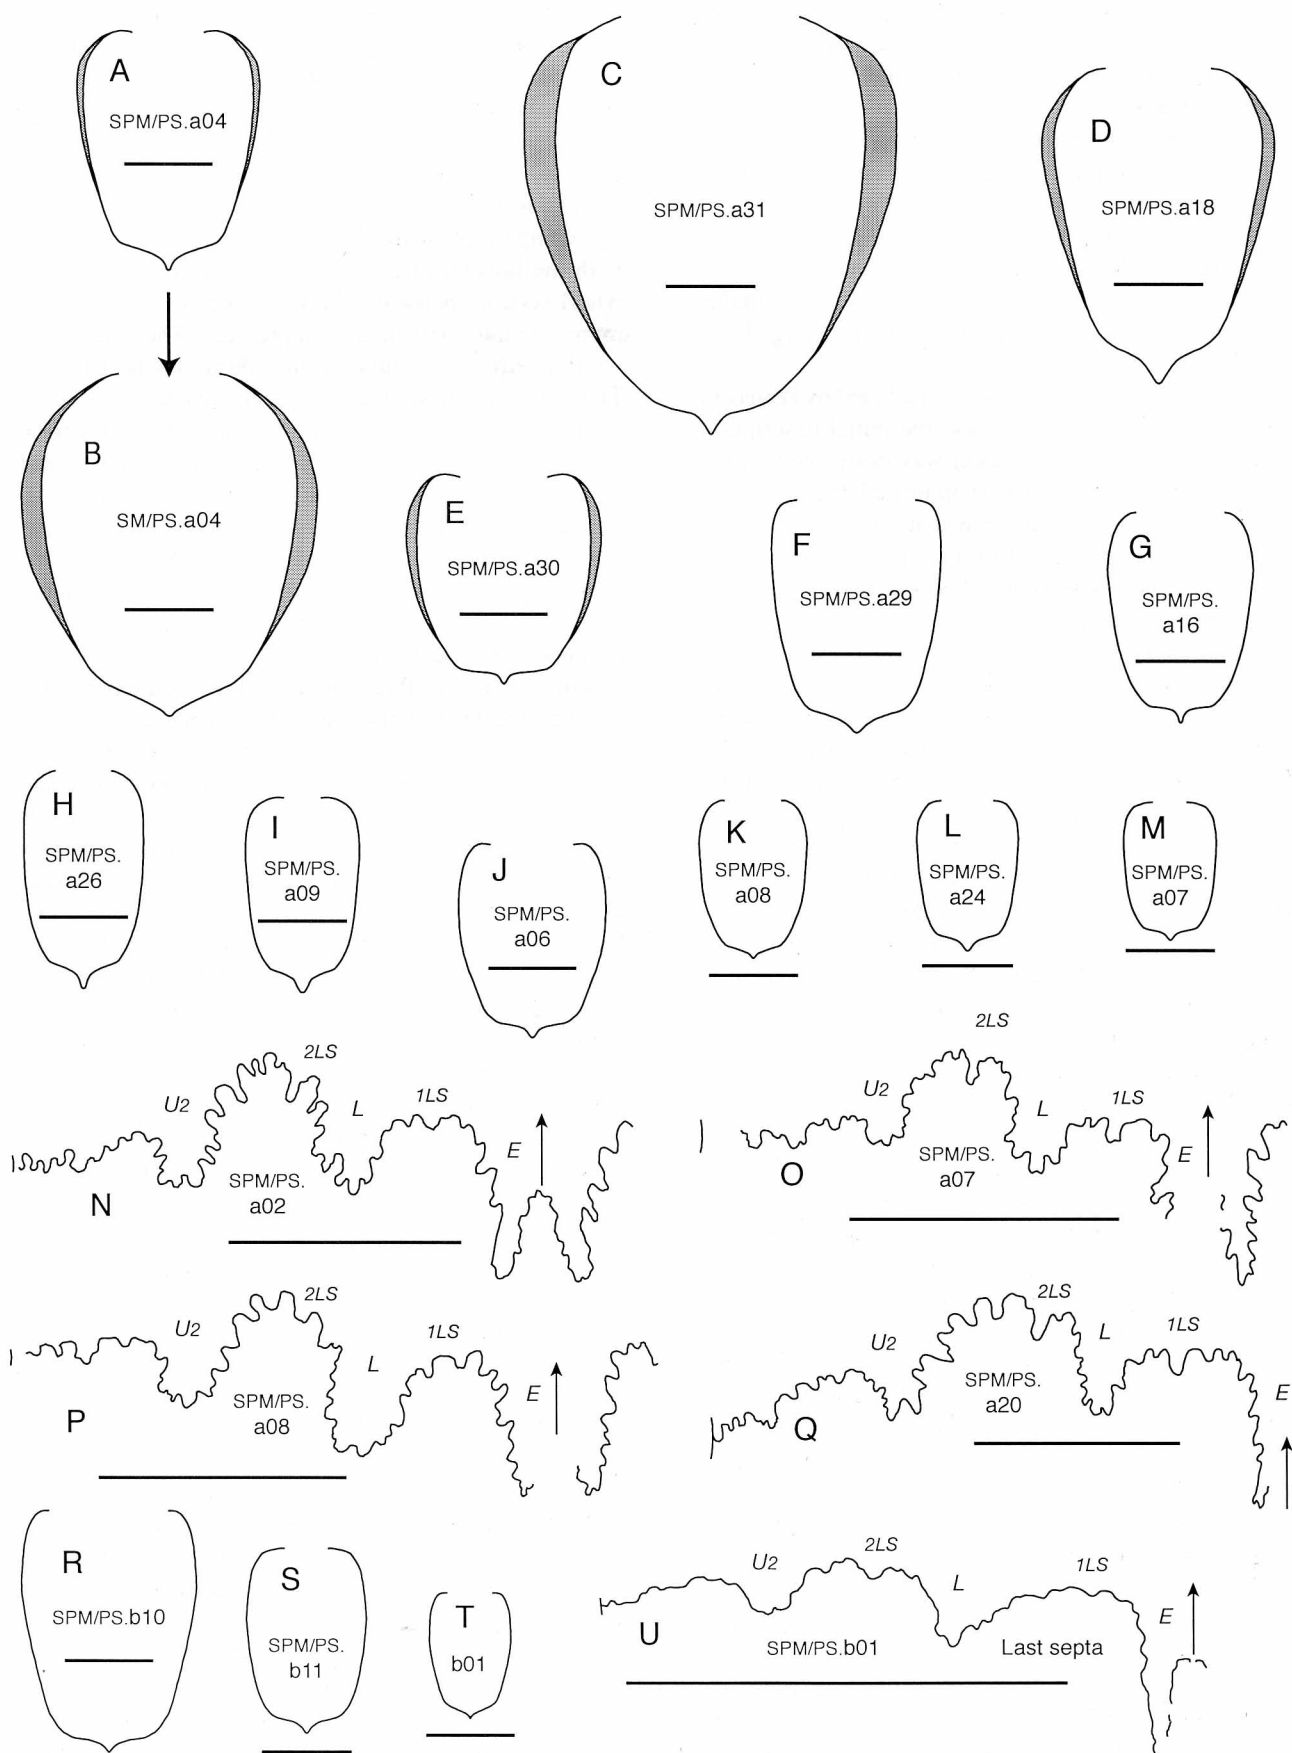 A
SPM/PS.a04
B
SM/PS.a04
C
SPM/PS.a31
D
SPM/PS.a18
E
SPM/PS.a30
F
SPM/PS.a29
G
SPM/PS.
a16
H
SPM/PS.
a26
I
SPM/PS.
a09
J
SPM/PS.
a06
K
SPM/PS.
a08
L
SPM/PS.
a24
M
SPM/PS.
a07
U2
2LS
L
1LS
E
N
SPM/PS.
a02
U2
2LS
L
1LS
E
O
SPM/PS.
a07
U2
2LS
L
1LS
E
P
SPM/PS.
a08
U2
2LS
L
1LS
E
Q
SPM/PS.
a20
R
SPM/PS.b10
S
SPM/PS.
b11
T
b01
U2
2LS
L
1LS
E
U
SPM/PS.b01
Last septa